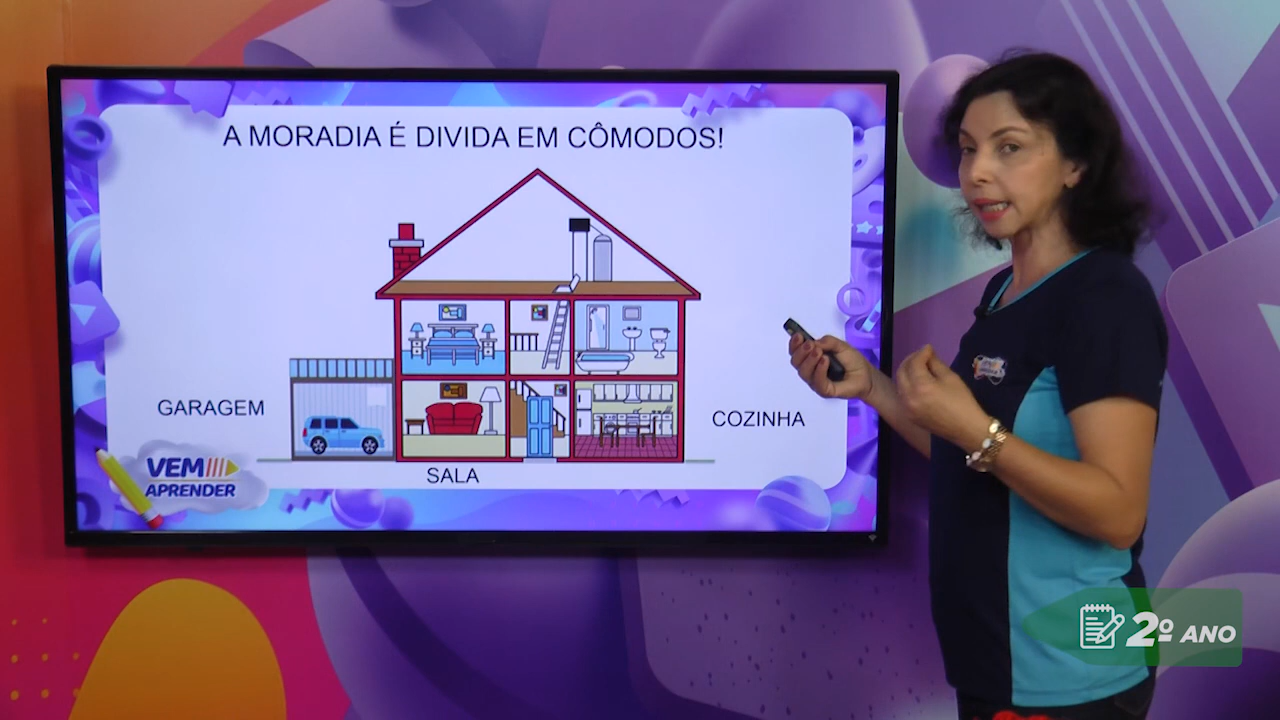 A MORADIA É DIVIDA EM CÔMODOS!
GARAGEM
COZINHA
SALA
VEM
APRENDER
2º ANO